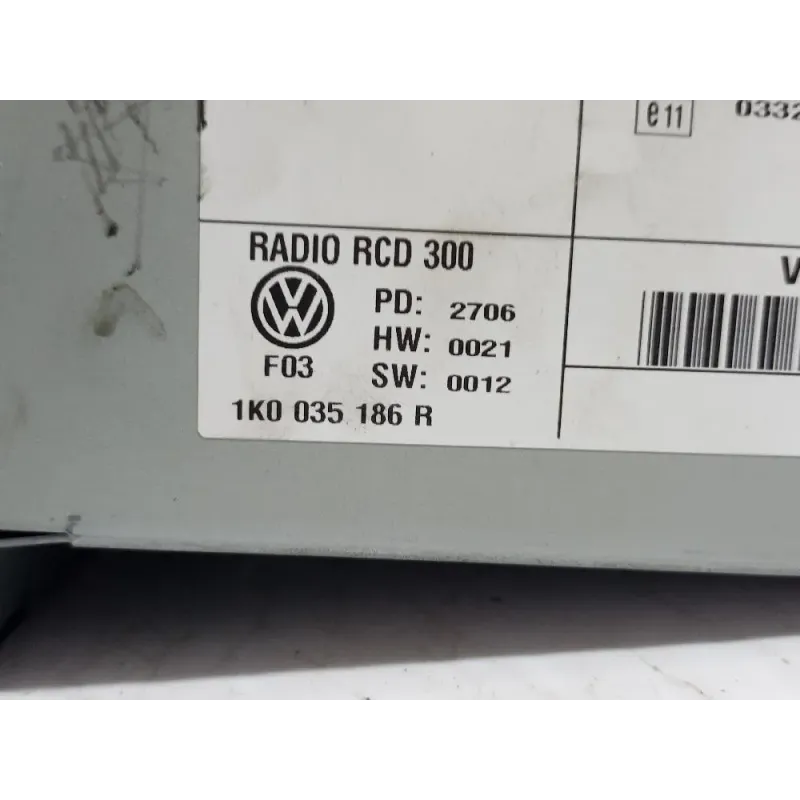 e11 0332
RADIO RCD 300
PD: 2706
HW: 0021
F03
SW: 0012
1K0 035 186 R
V